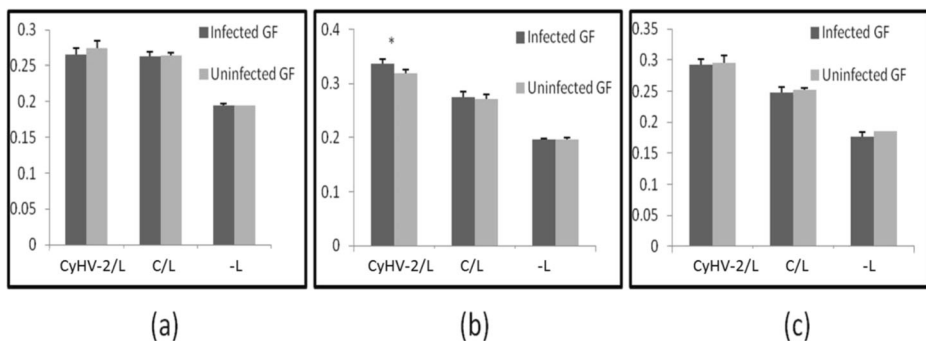 0.3
0.25
0.2
0.15
0.1
0.05
0
Infected GF
Uninfected GF
CyHV-2/L C/L -L
(a)
0.4
0.3
0.2
0.1
0
*
Infected GF
Uninfected GF
CyHV-2/L C/L -L
(b)
0.35
0.3
0.25
0.2
0.15
0.1
0.05
0
Infected GF
Uninfected GF
CyHV-2/L C/L -L
(c)